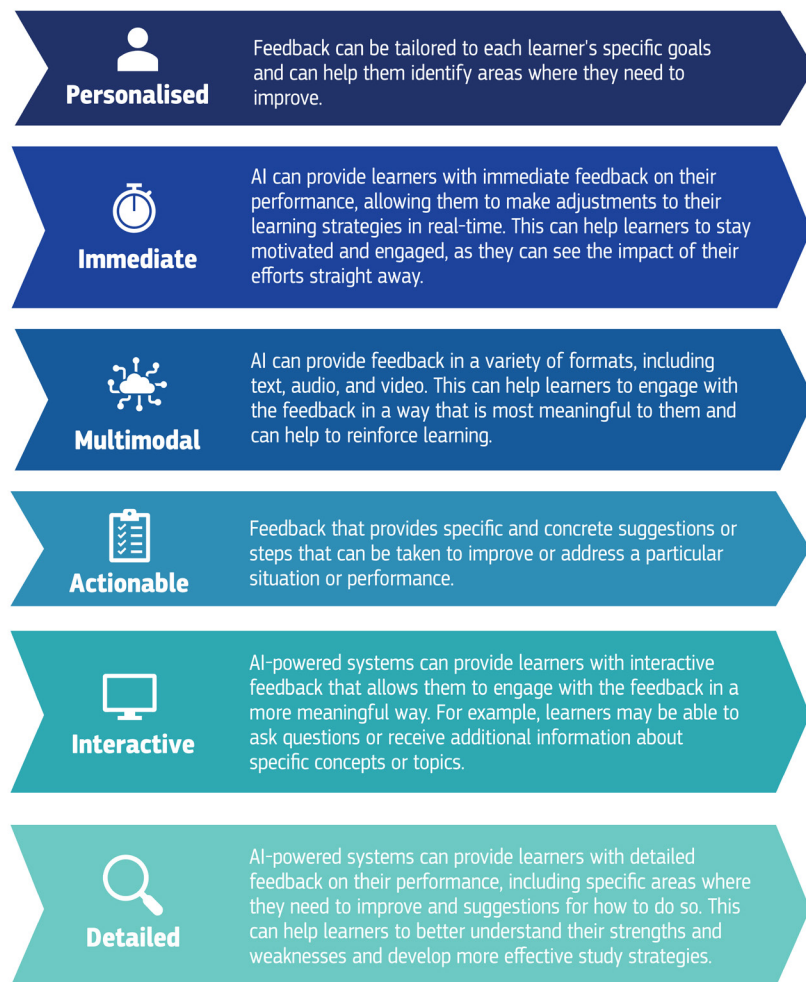 Personalised
Feedback can be tailored to each learner's specific goals
and can help them identify areas where they need to
improve.
Immediate
AI can provide learners with immediate feedback on their
performance, allowing them to make adjustments to their
learning strategies in real-time. This can help learners to stay
motivated and engaged, as they can see the impact of their
efforts straight away.
Multimodal
AI can provide feedback in a variety of formats, including
text, audio, and video. This can help learners to engage with
the feedback in a way that is most meaningful to them and
can help to reinforce learning.
Actionable
Feedback that provides specific and concrete suggestions or
steps that can be taken to improve or address a particular
situation or performance.
Interactive
AI-powered systems can provide learners with interactive
feedback that allows them to engage with the feedback in a
more meaningful way. For example, learners may be able to
ask questions or receive additional information about
specific concepts or topics.
Detailed
AI-powered systems can provide learners with detailed
feedback on their performance, including specific areas where
they need to improve and suggestions for how to do so. This
can help learners to better understand their strengths and
weaknesses and develop more effective study strategies.